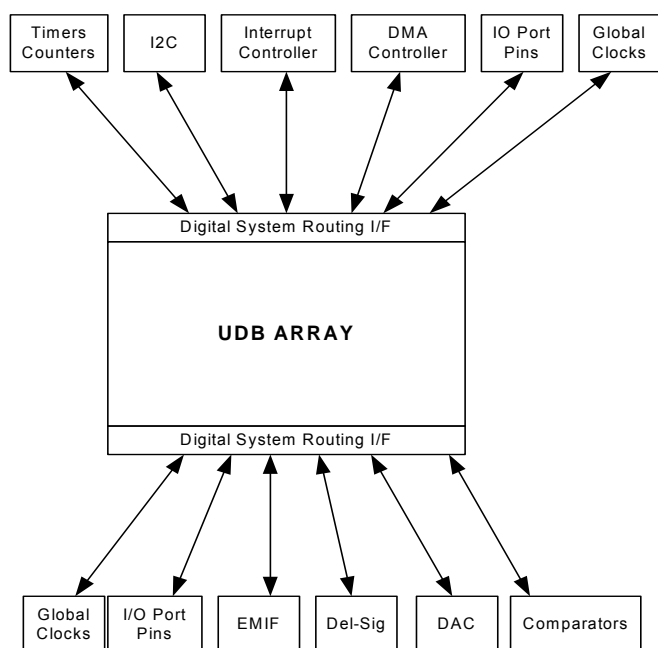 Timers
Counters
I2C
Interrupt
Controller
DMA
Controller
IO Port
Pins
Global
Clocks
Digital System Routing I/F
UDB ARRAY
Digital System Routing I/F
Global
Clocks
I/O Port
Pins
EMIF
Del-Sig
DAC
Comparators